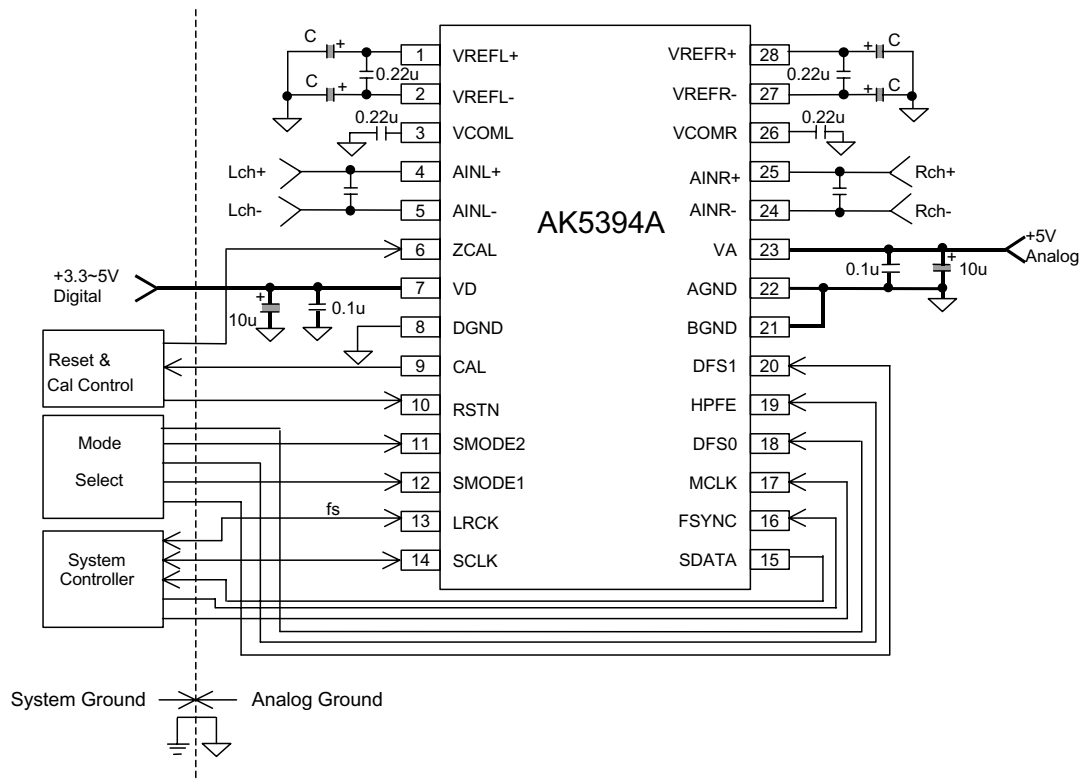 C + 1 VREFL+ VREFR+ 28 + C
0.22u 0.22u
C + 2 VREFL- VREFR- 27 + C
0.22u 3 VCOML VCOMR 26 0.22u
Lch+ 4 AINL+ AINR+ 25 Rch+
Lch- 5 AINL- AINR- 24 Rch-
AK5394A
6 ZCAL VA 23 +5V
Analog
+3.3~5V
Digital
+ 10u 0.1u 7 VD AGND 22 0.1u + 10u
8 DGND BGND 21
Reset &
Cal Control
9 CAL DFS1 20
10 RSTN HPFE 19
Mode
Select
11 SMODE2 DFS0 18
12 SMODE1 MCLK 17
fs 13 LRCK FSYNC 16
System
Controller
14 SCLK SDATA 15
System Ground Analog Ground